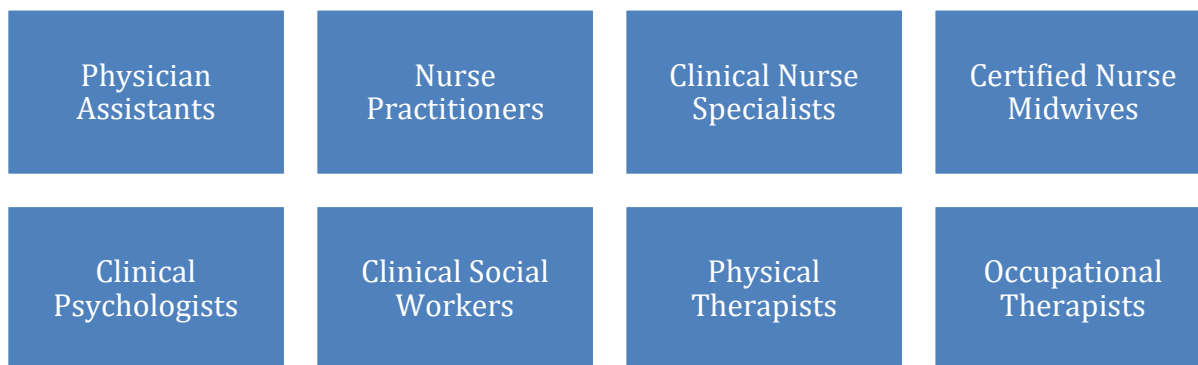 Physician
Assistants
Nurse
Practitioners
Clinical Nurse
Specialists
Certified Nurse
Midwives
Clinical
Psychologists
Clinical Social
Workers
Physical
Therapists
Occupational
Therapists